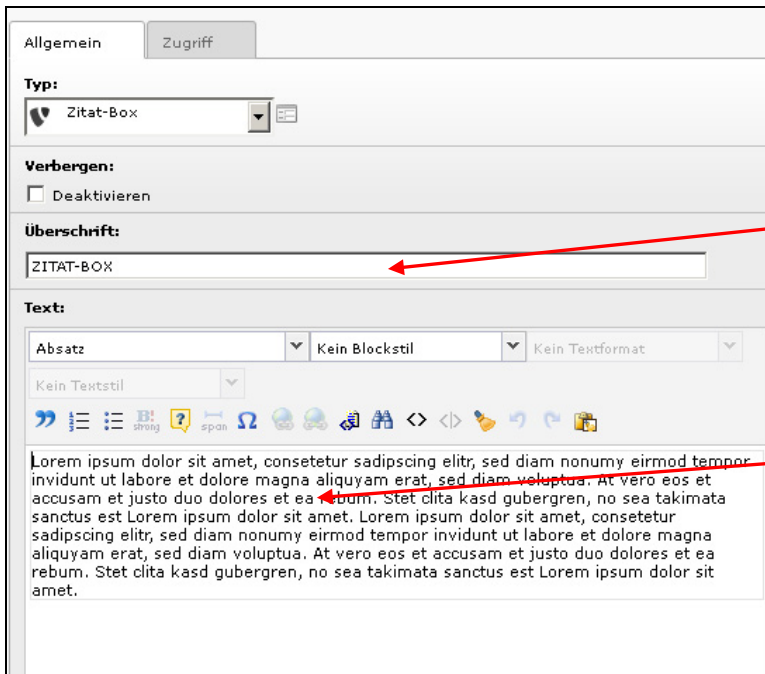 Allgemein Zugriff
Typ:
Zitat-Box
Verbergen:
Deaktivieren
Überschrift:
ZITAT-BOX
Text:
Absatz Kein Blockstil Kein Textformat
Kein Textstil
B! strong ? span Ω
Lorem ipsum dolor sit amet, consetetur sadipscing elitr, sed diam nonumy eirmod tempor
invidunt ut labore et dolore magna aliquyam erat, sed diam voluptua. At vero eos et
accusam et justo duo dolores et ea rebum. Stet clita kasd gubergren, no sea takimata
sanctus est Lorem ipsum dolor sit amet. Lorem ipsum dolor sit amet, consetetur
sadipscing elitr, sed diam nonumy eirmod tempor invidunt ut labore et dolore magna
aliquyam erat, sed diam voluptua. At vero eos et accusam et justo duo dolores et ea
rebum. Stet clita kasd gubergren, no sea takimata sanctus est Lorem ipsum dolor sit
amet.